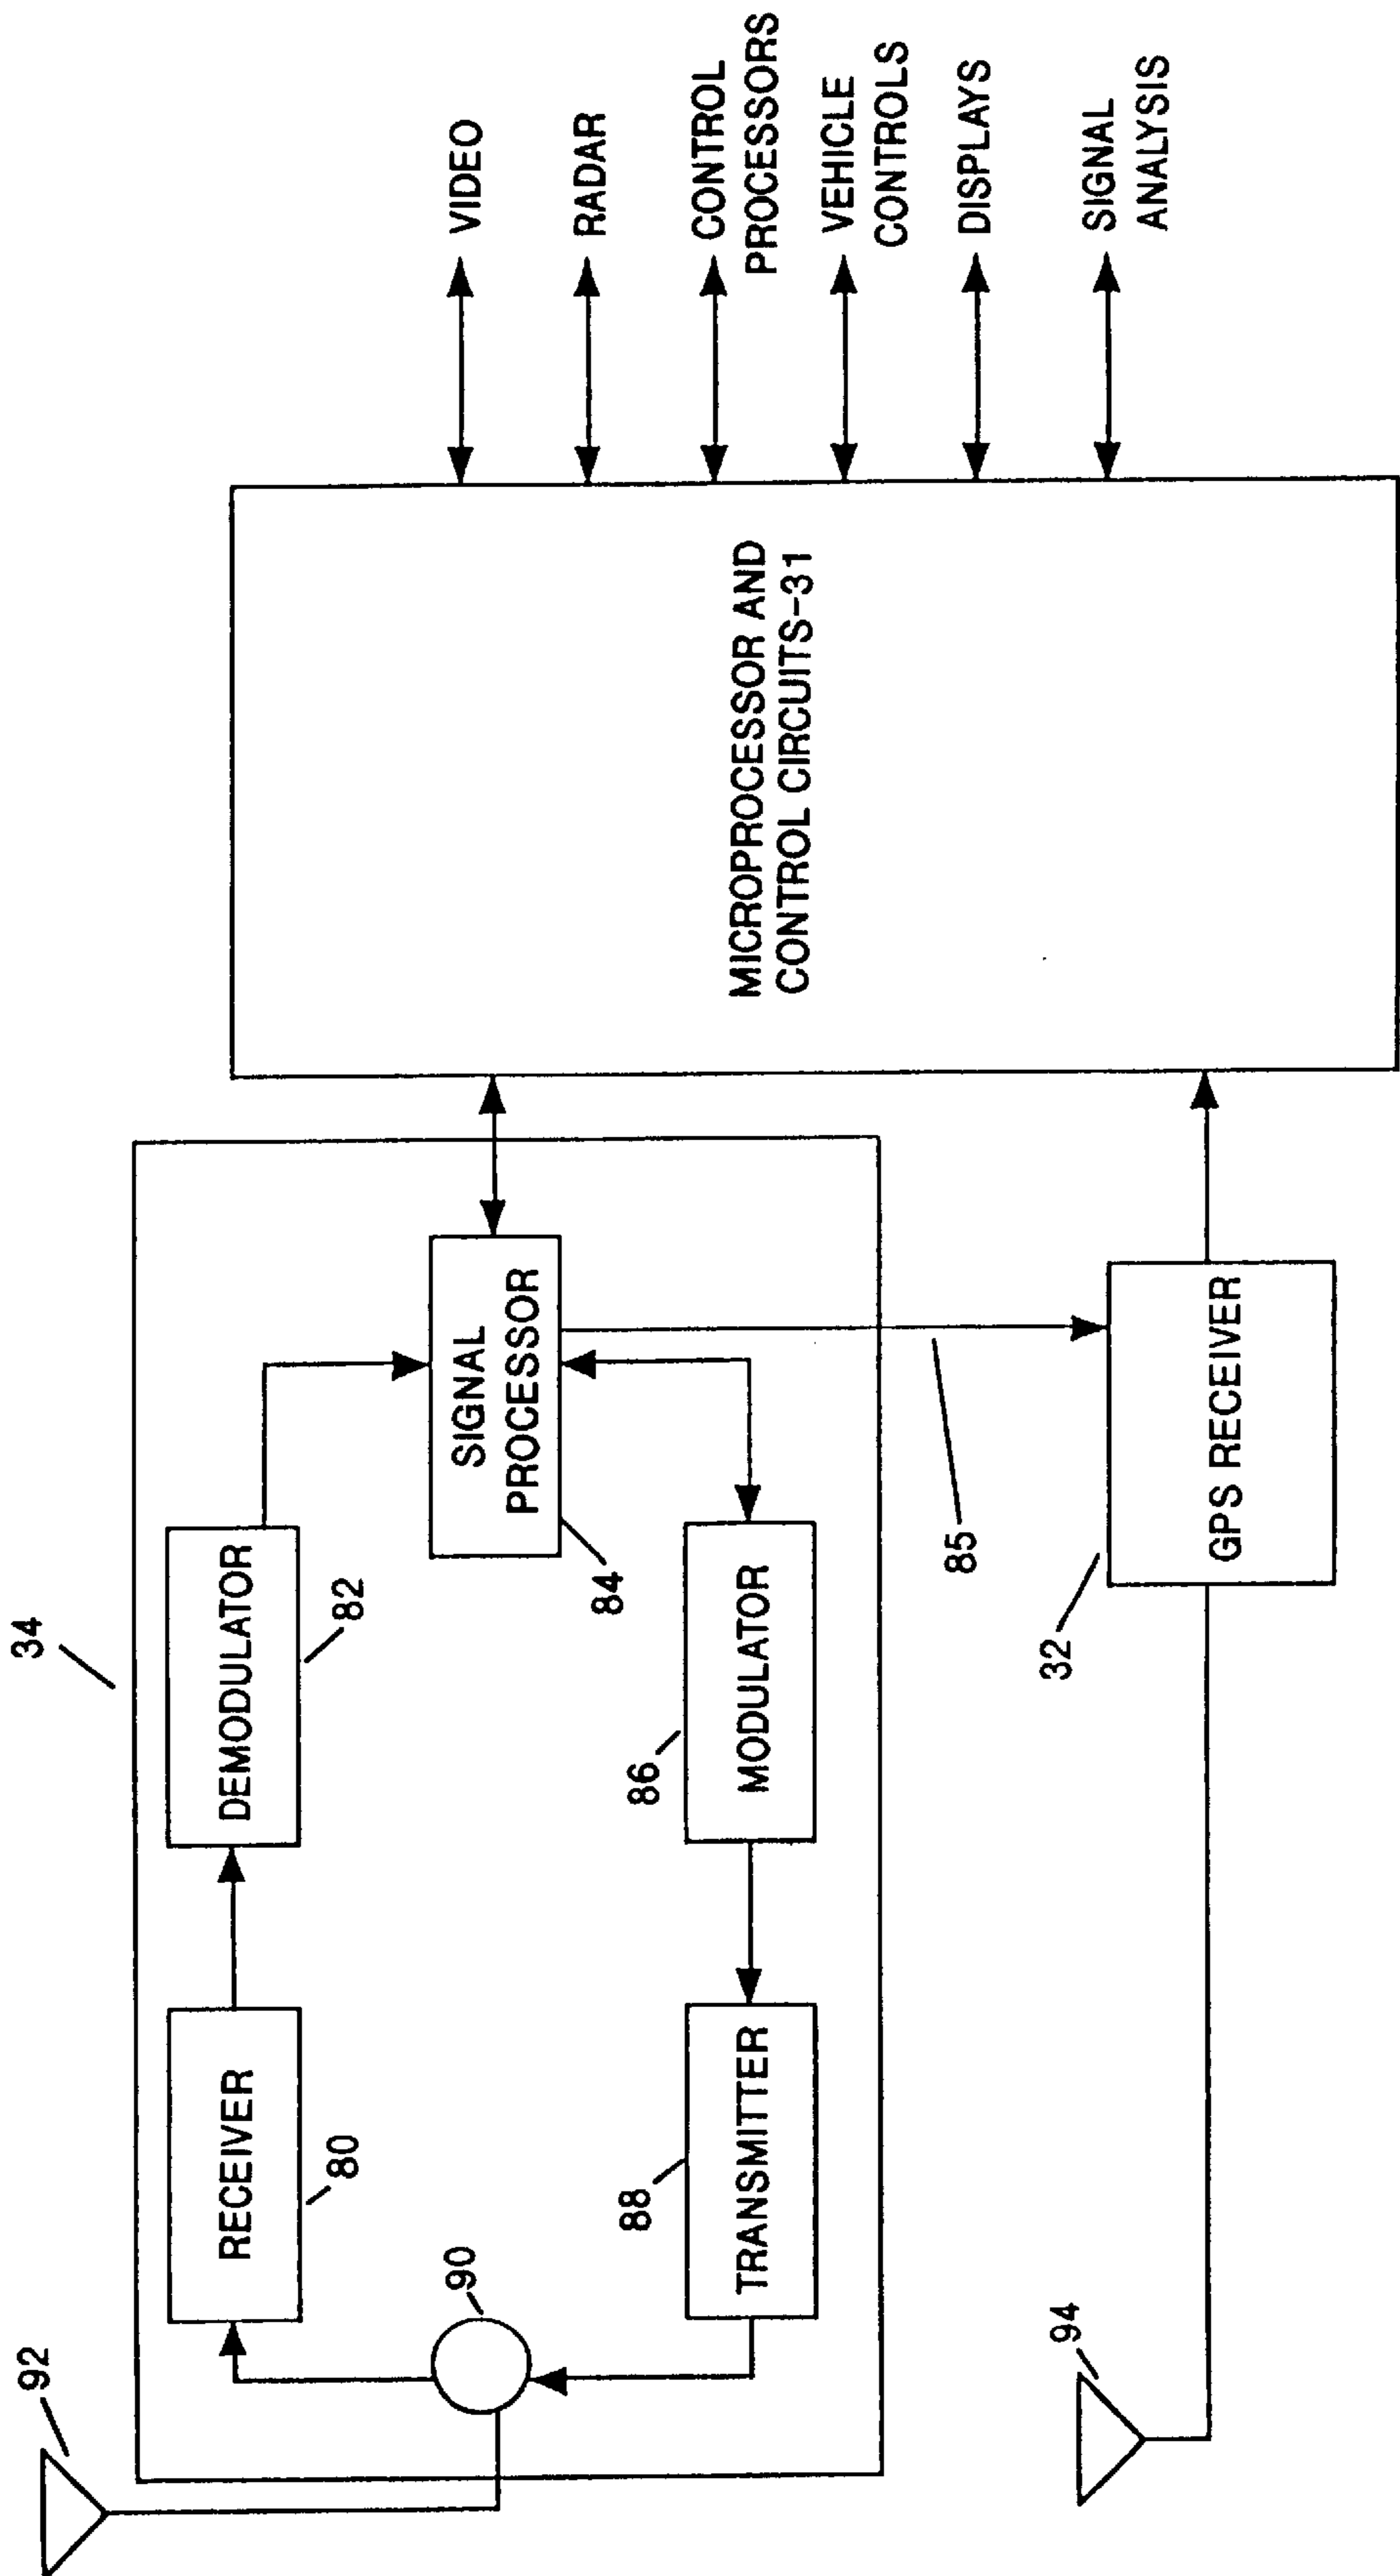 34
92
RECEIVER
80
DEMODULATOR
82
90
SIGNAL
PROCESSOR
84
88
TRANSMITTER
86
MODULATOR
85
94
32
GPS RECEIVER
MICROPROCESSOR AND
CONTROL CIRCUITS-31
VIDEO
RADAR
CONTROL
PROCESSORS
VEHICLE
CONTROLS
DISPLAYS
SIGNAL
ANALYSIS